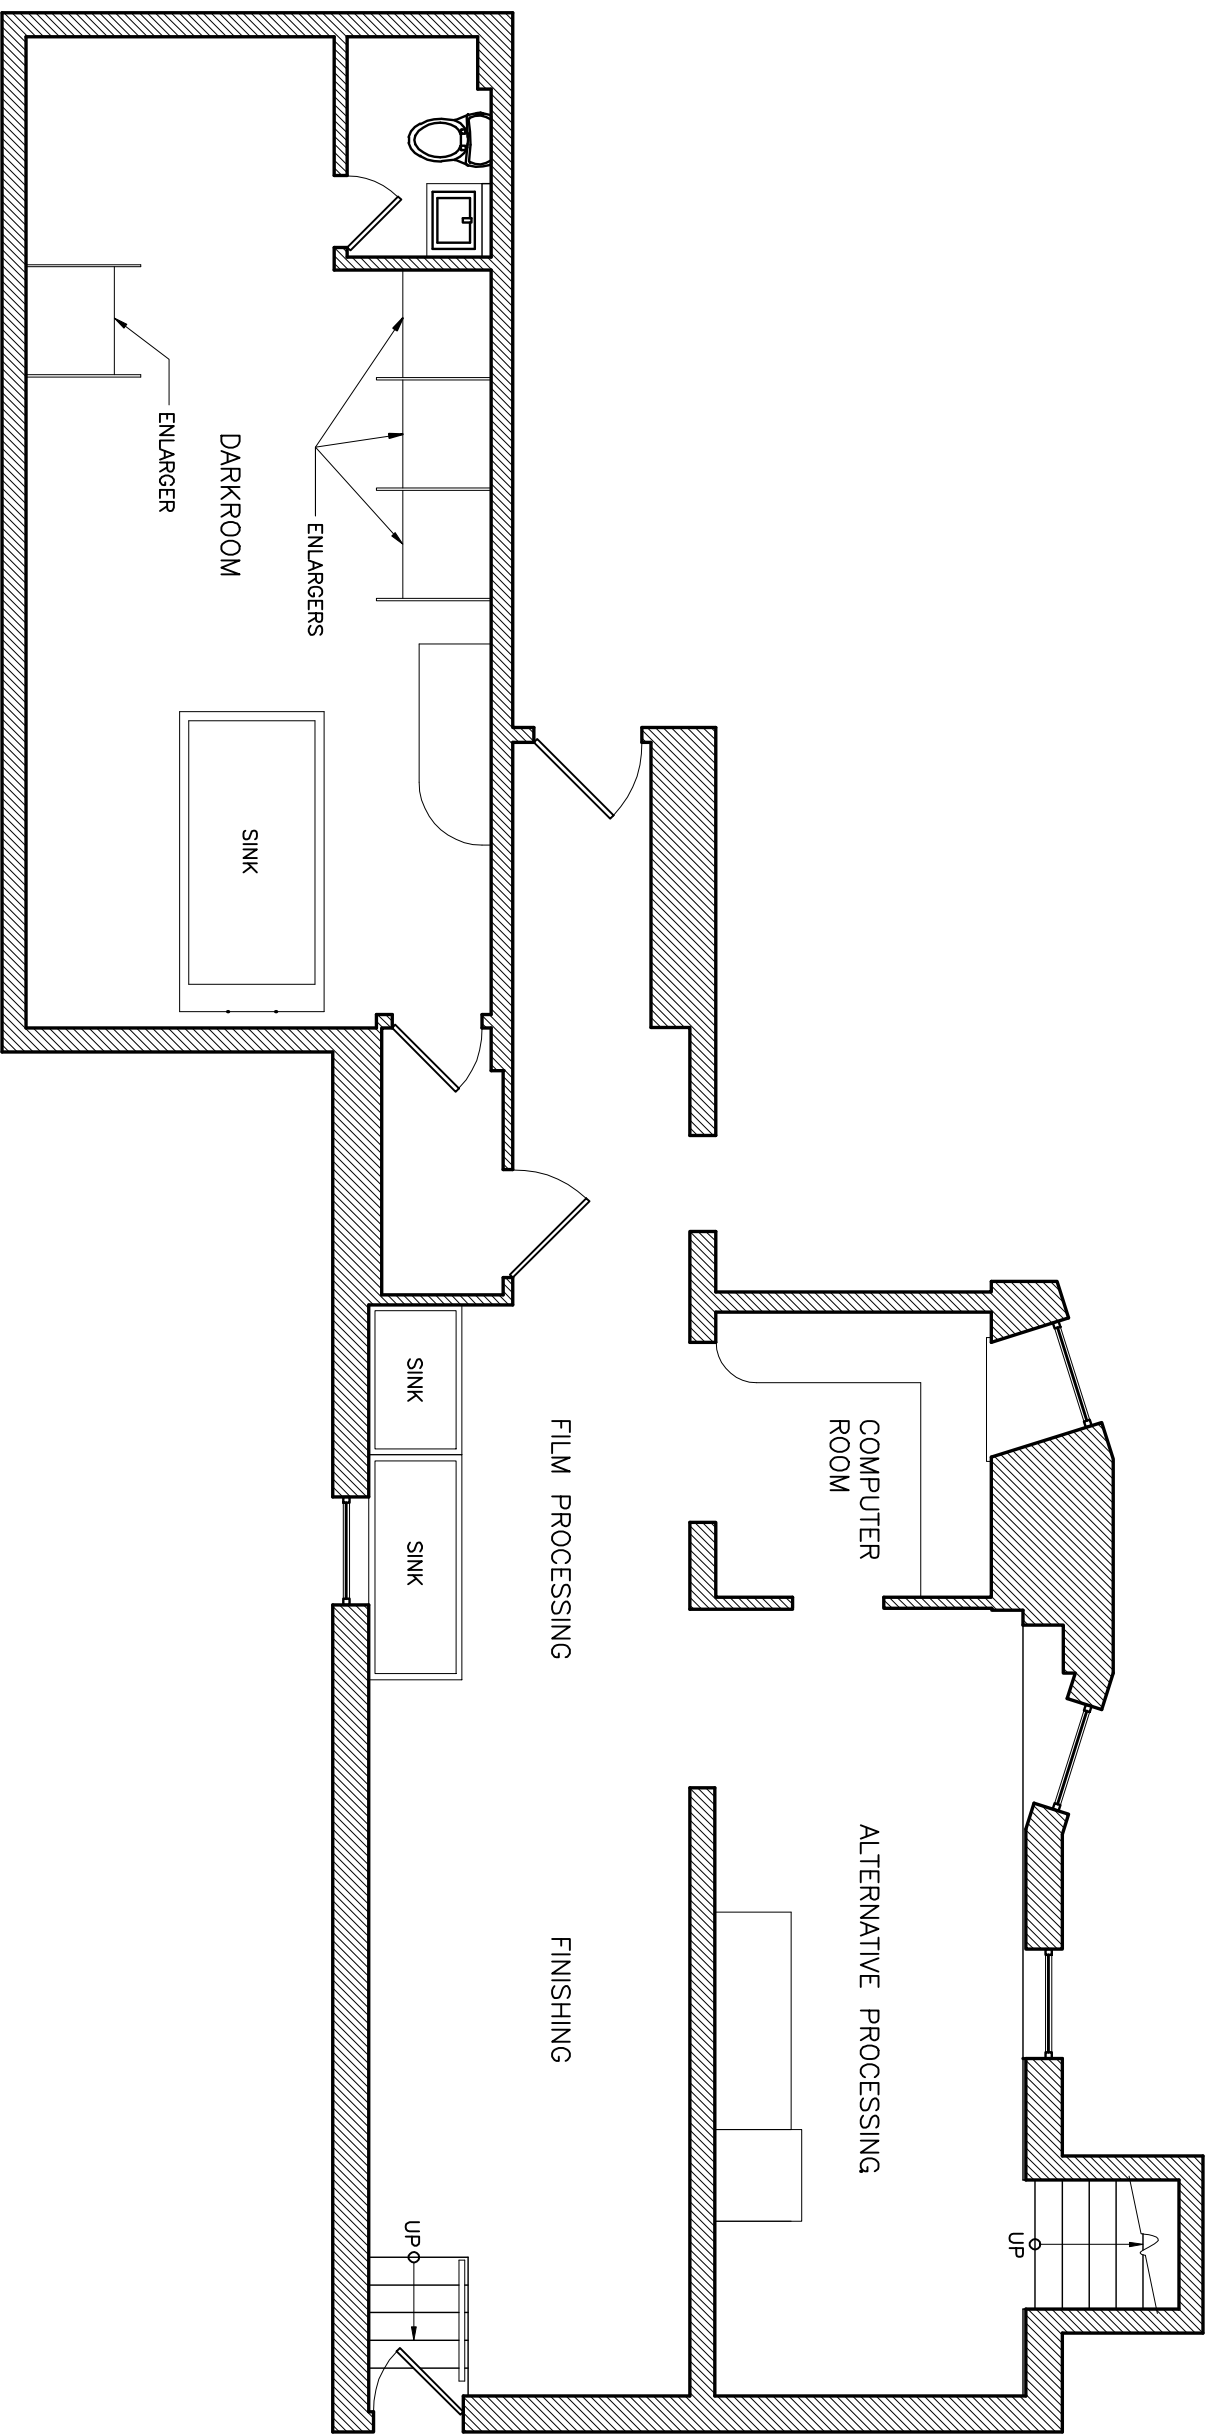 COMPUTER
ROOM
ALTERNATIVE PROCESSING
UP
FILM PROCESSING
FINISHING
SINK
SINK
UP
ENLARGERS
DARKROOM
SINK
ENLARGER